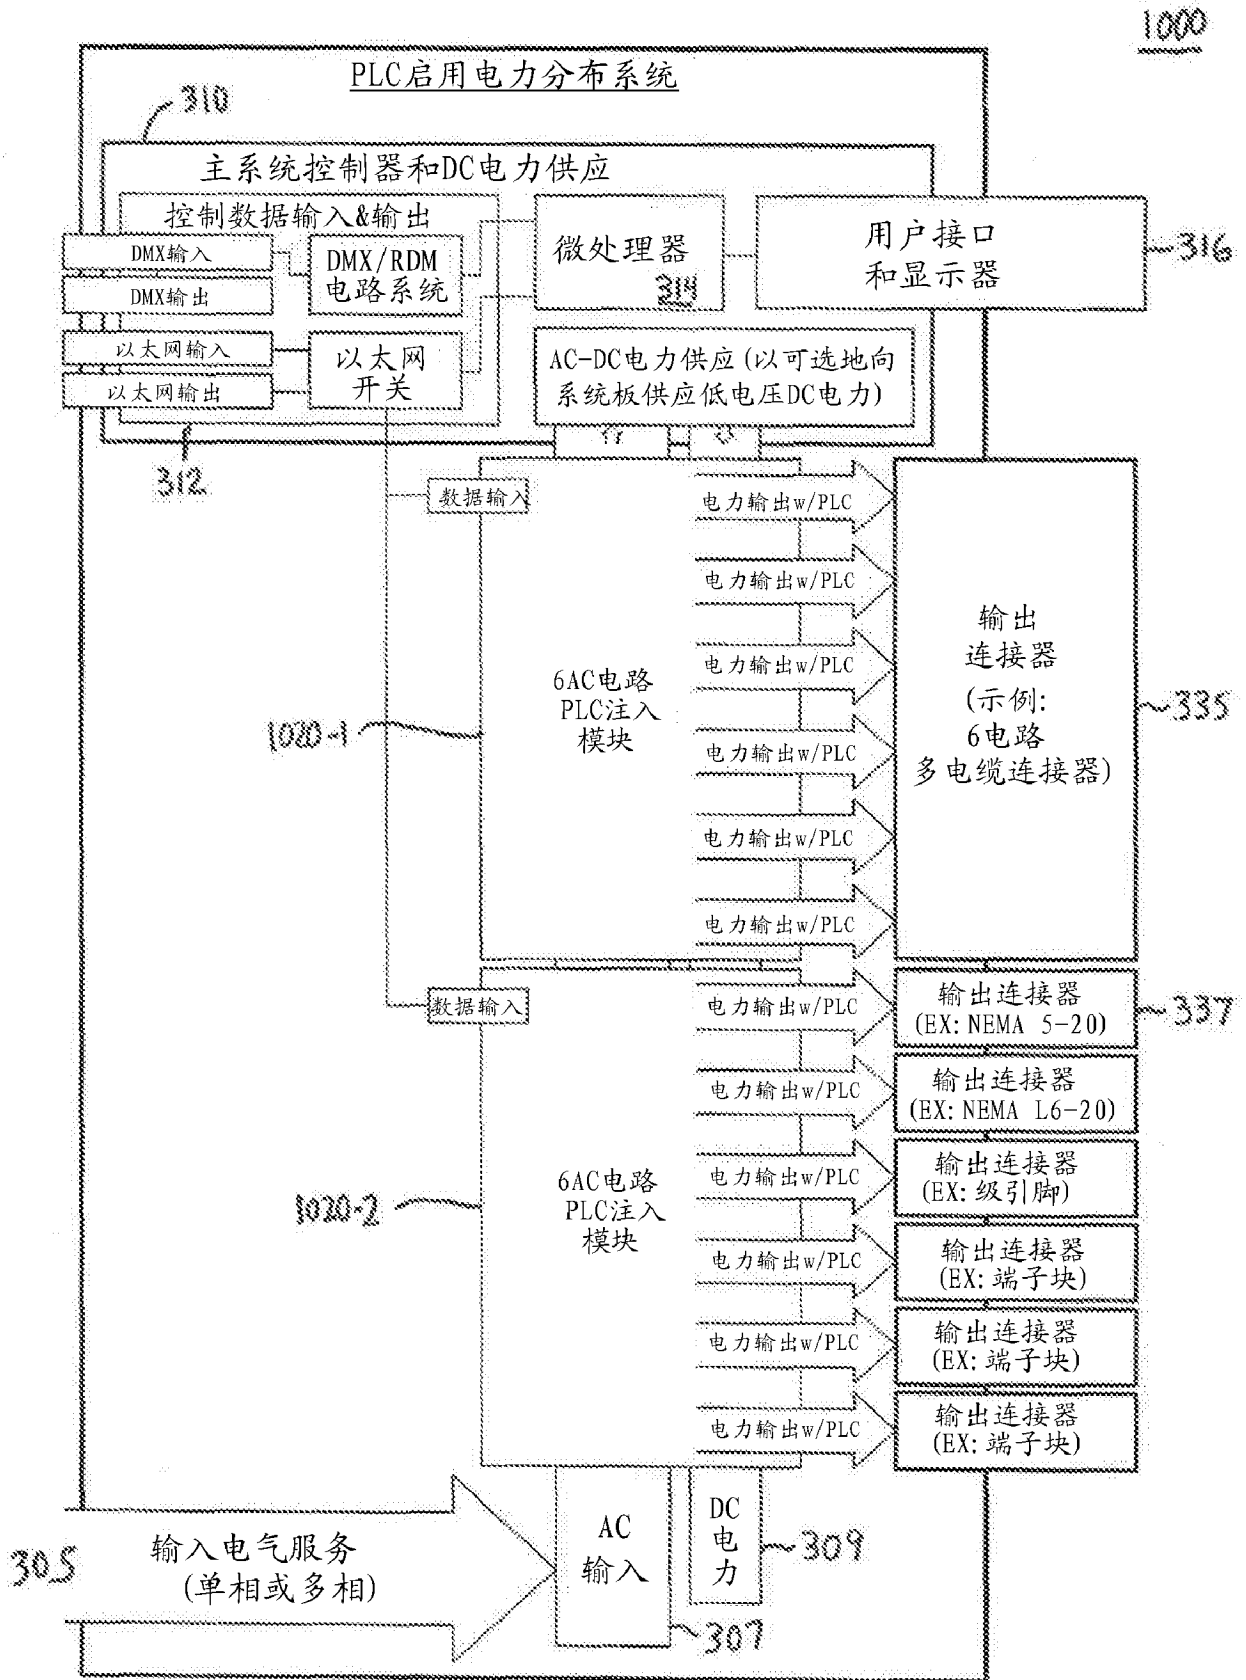 1000
PLC启用电力分布系统
310
主系统控制器和DC电力供应
控制数据输入&输出
DMX输入
DMX输出
以太网输入
以太网输出
DMX/RDM
电路系统
以太网
开关
微处理器
314
用户接口
和显示器
316
AC-DC电力供应(以可选地向
系统板供应低电压DC电力)
312
数据输入
电力输出w/PLC
电力输出w/PLC
电力输出w/PLC
电力输出w/PLC
电力输出w/PLC
电力输出w/PLC
6AC电路
PLC注入
模块
1020-1
输出
连接器
(示例:
6电路
多电缆连接器)
335
数据输入
电力输出w/PLC
电力输出w/PLC
电力输出w/PLC
电力输出w/PLC
电力输出w/PLC
电力输出w/PLC
6AC电路
PLC注入
模块
1020-2
输出连接器
(EX: NEMA 5-20)
337
输出连接器
(EX: NEMA L6-20)
输出连接器
(EX: 级引脚)
输出连接器
(EX: 端子块)
输出连接器
(EX: 端子块)
输出连接器
(EX: 端子块)
305
输入电气服务
(单相或多相)
AC
输入
307
DC
电
力
309